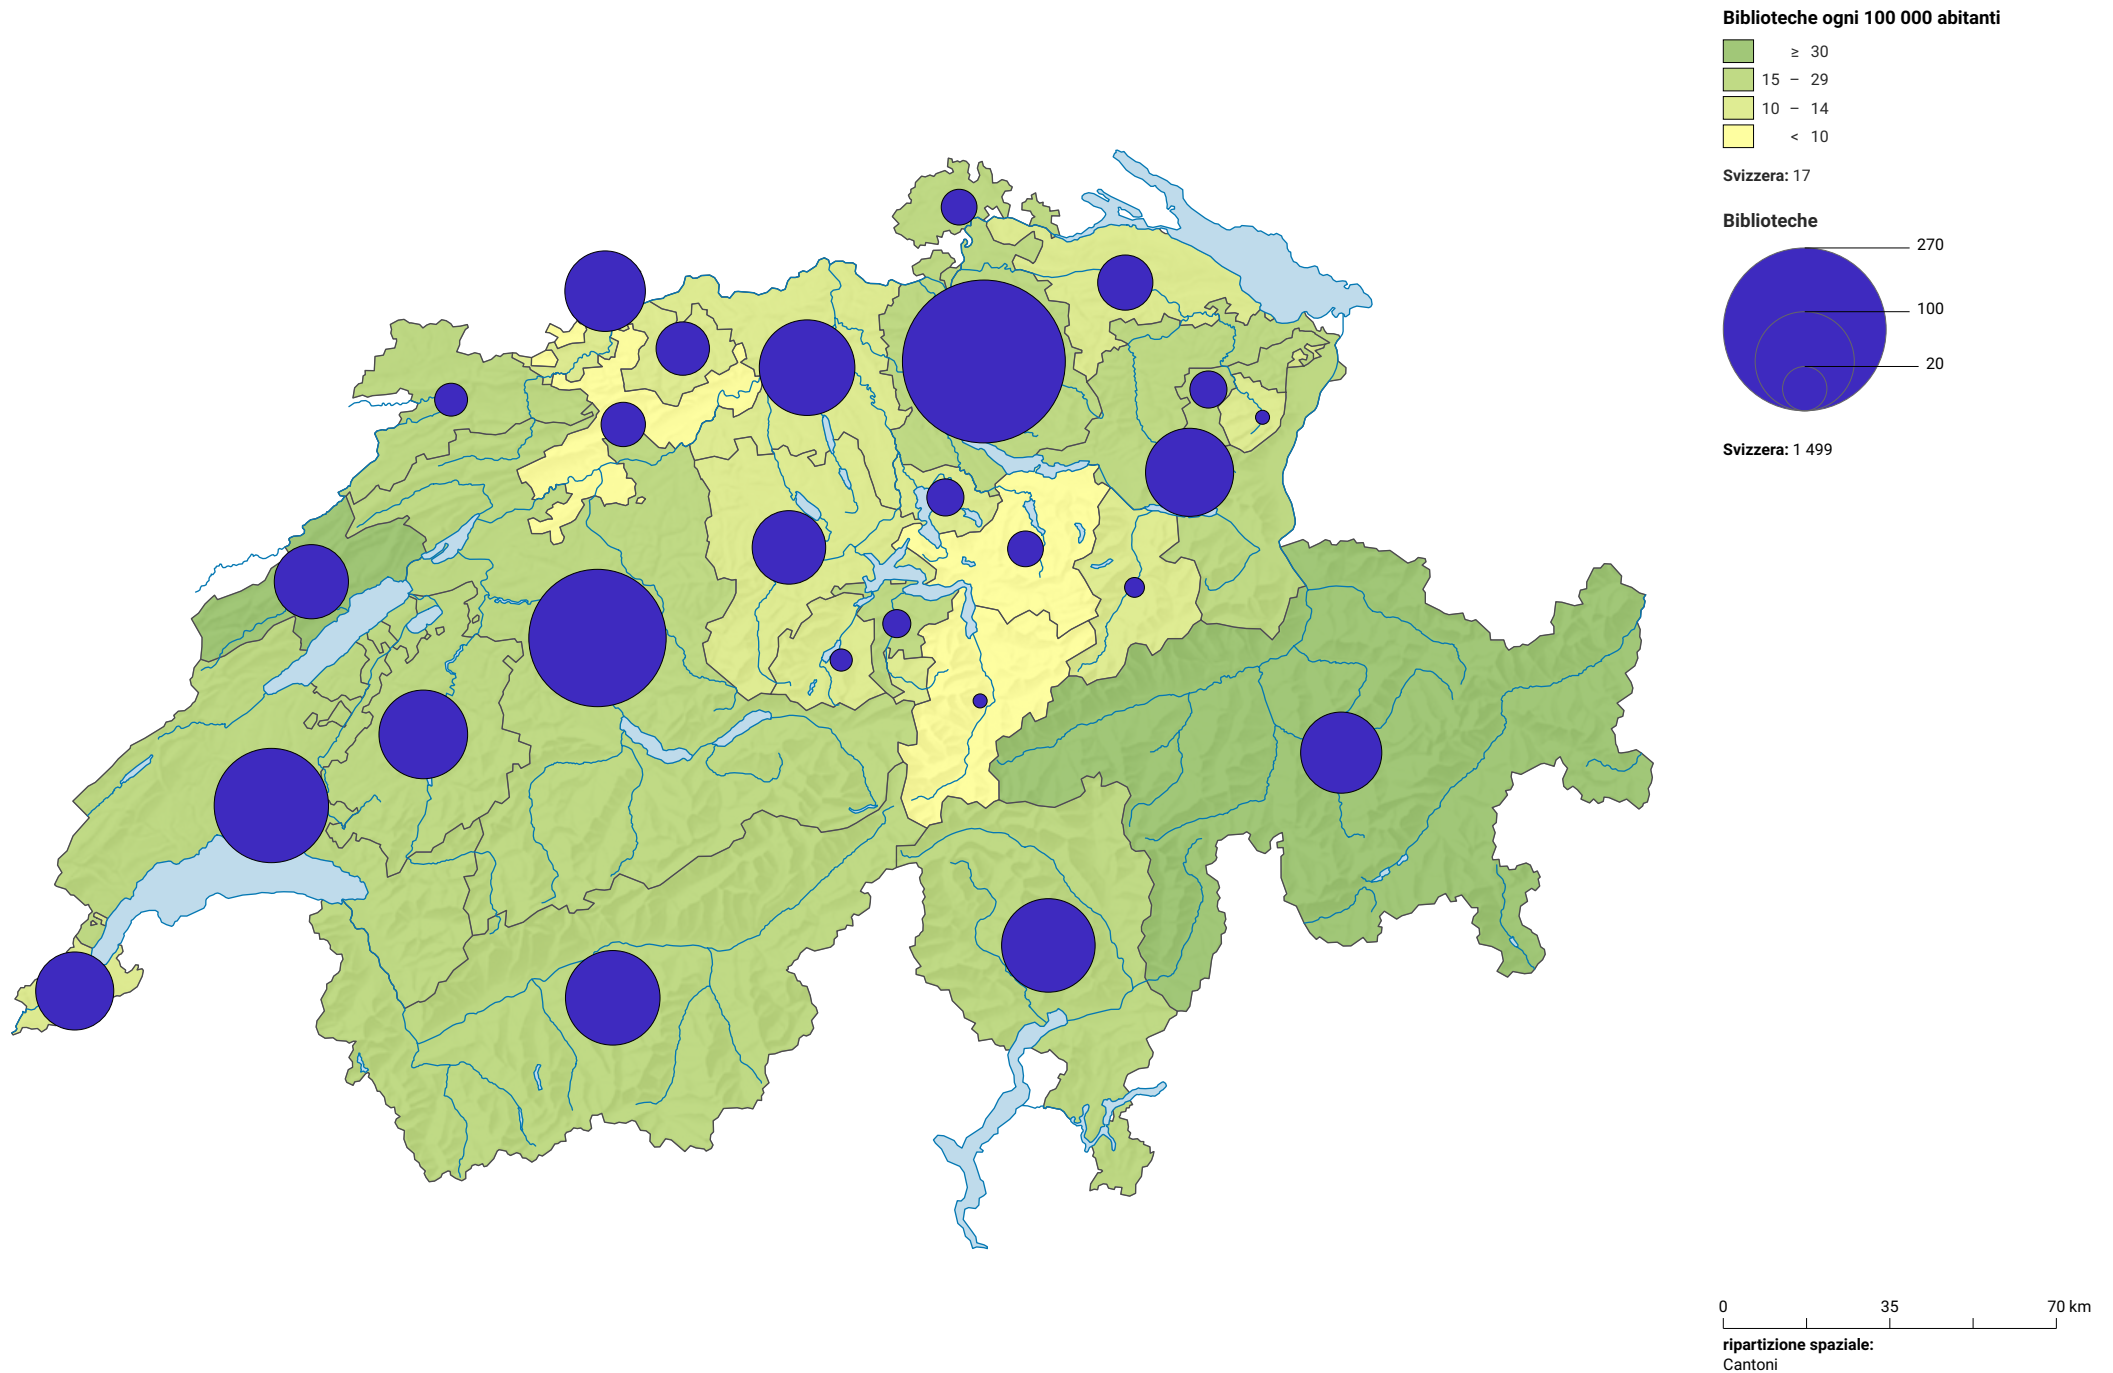 Biblioteche ogni 100 000 abitanti
≥ 30
15 – 29
10 – 14
< 10
Svizzera: 17
Biblioteche
270
100
20
Svizzera: 1 499
0 35 70 km
ripartizione spaziale:
Cantoni